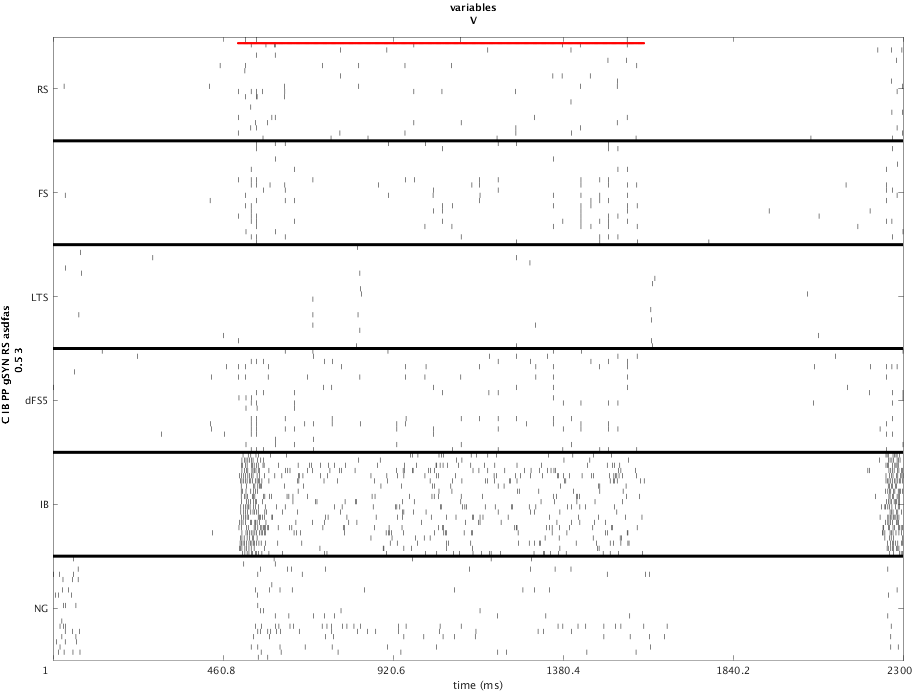 variables
V
C IB PP gSYN RS asdfas
0.5 3
RS
FS
LTS
dFS5
IB
NG
1
460.8
920.6
1380.4
1840.2
2300
time (ms)